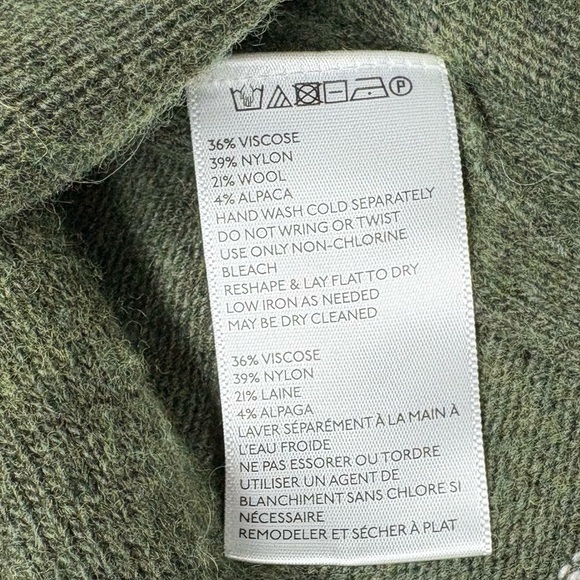 P
36% VISCOSE
39% NYLON
21% WOOL
4% ALPACA
HAND WASH COLD SEPARATELY
DO NOT WRING OR TWIST
USE ONLY NON-CHLORINE
BLEACH
RESHAPE & LAY FLAT TO DRY
LOW IRON AS NEEDED
MAY BE DRY CLEANED
36% VISCOSE
39% NYLON
21% LAINE
4% ALPAGA
LAVER SÉPARÉMENT À LA MAIN À
L'EAU FROIDE
NE PAS ESSORER OU TORDRE
UTILISER UN AGENT DE
BLANCHIMENT SANS CHLORE SI
NÉCESSAIRE
REMODELER ET SÉCHER À PLAT